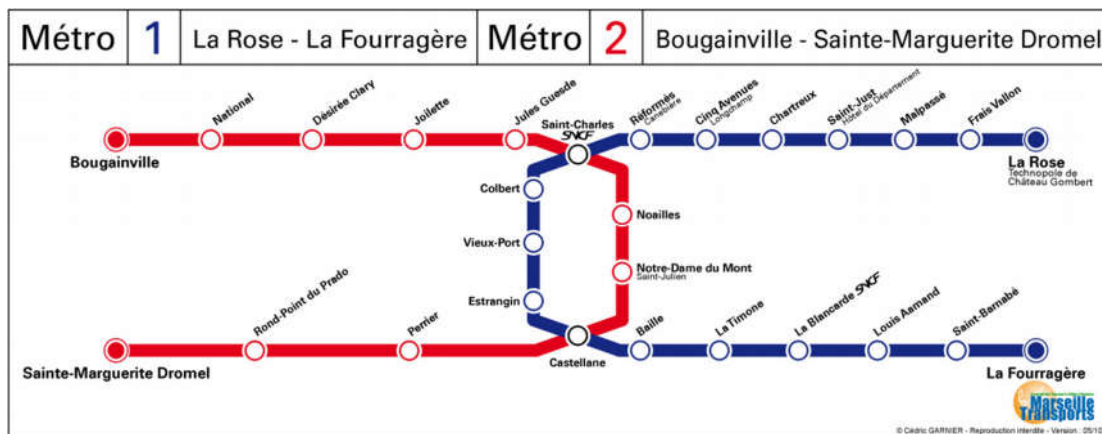 Métro 1 La Rose - La Fourragère Métro 2 Bougainville - Sainte-Marguerite Dromel
National
Désirée Clary
Joilette
Jules Guesde
Saint-Charles
SNCF
Réformés
Canebière
Cinq Avenues
Longchamp
Chartreux
Saint-Just
Hôtel du Département
Malpassé
Frais Vallon
Bougainville
La Rose
Technopole de
Château Gombert
Colbert
Noailles
Vieux-Port
Notre-Dame du Mont
Saint-Julien
Estrangin
Rond-Point du Prado
Perrier
Castellane
Baille
La Timone
La Blancarde SNCF
Louis Aamand
Saint-Barnabé
Sainte-Marguerite Dromel
La Fourragère
Marseille
Transports
© Cédric GARNIER - Reproduction interdite - Version : 05/10